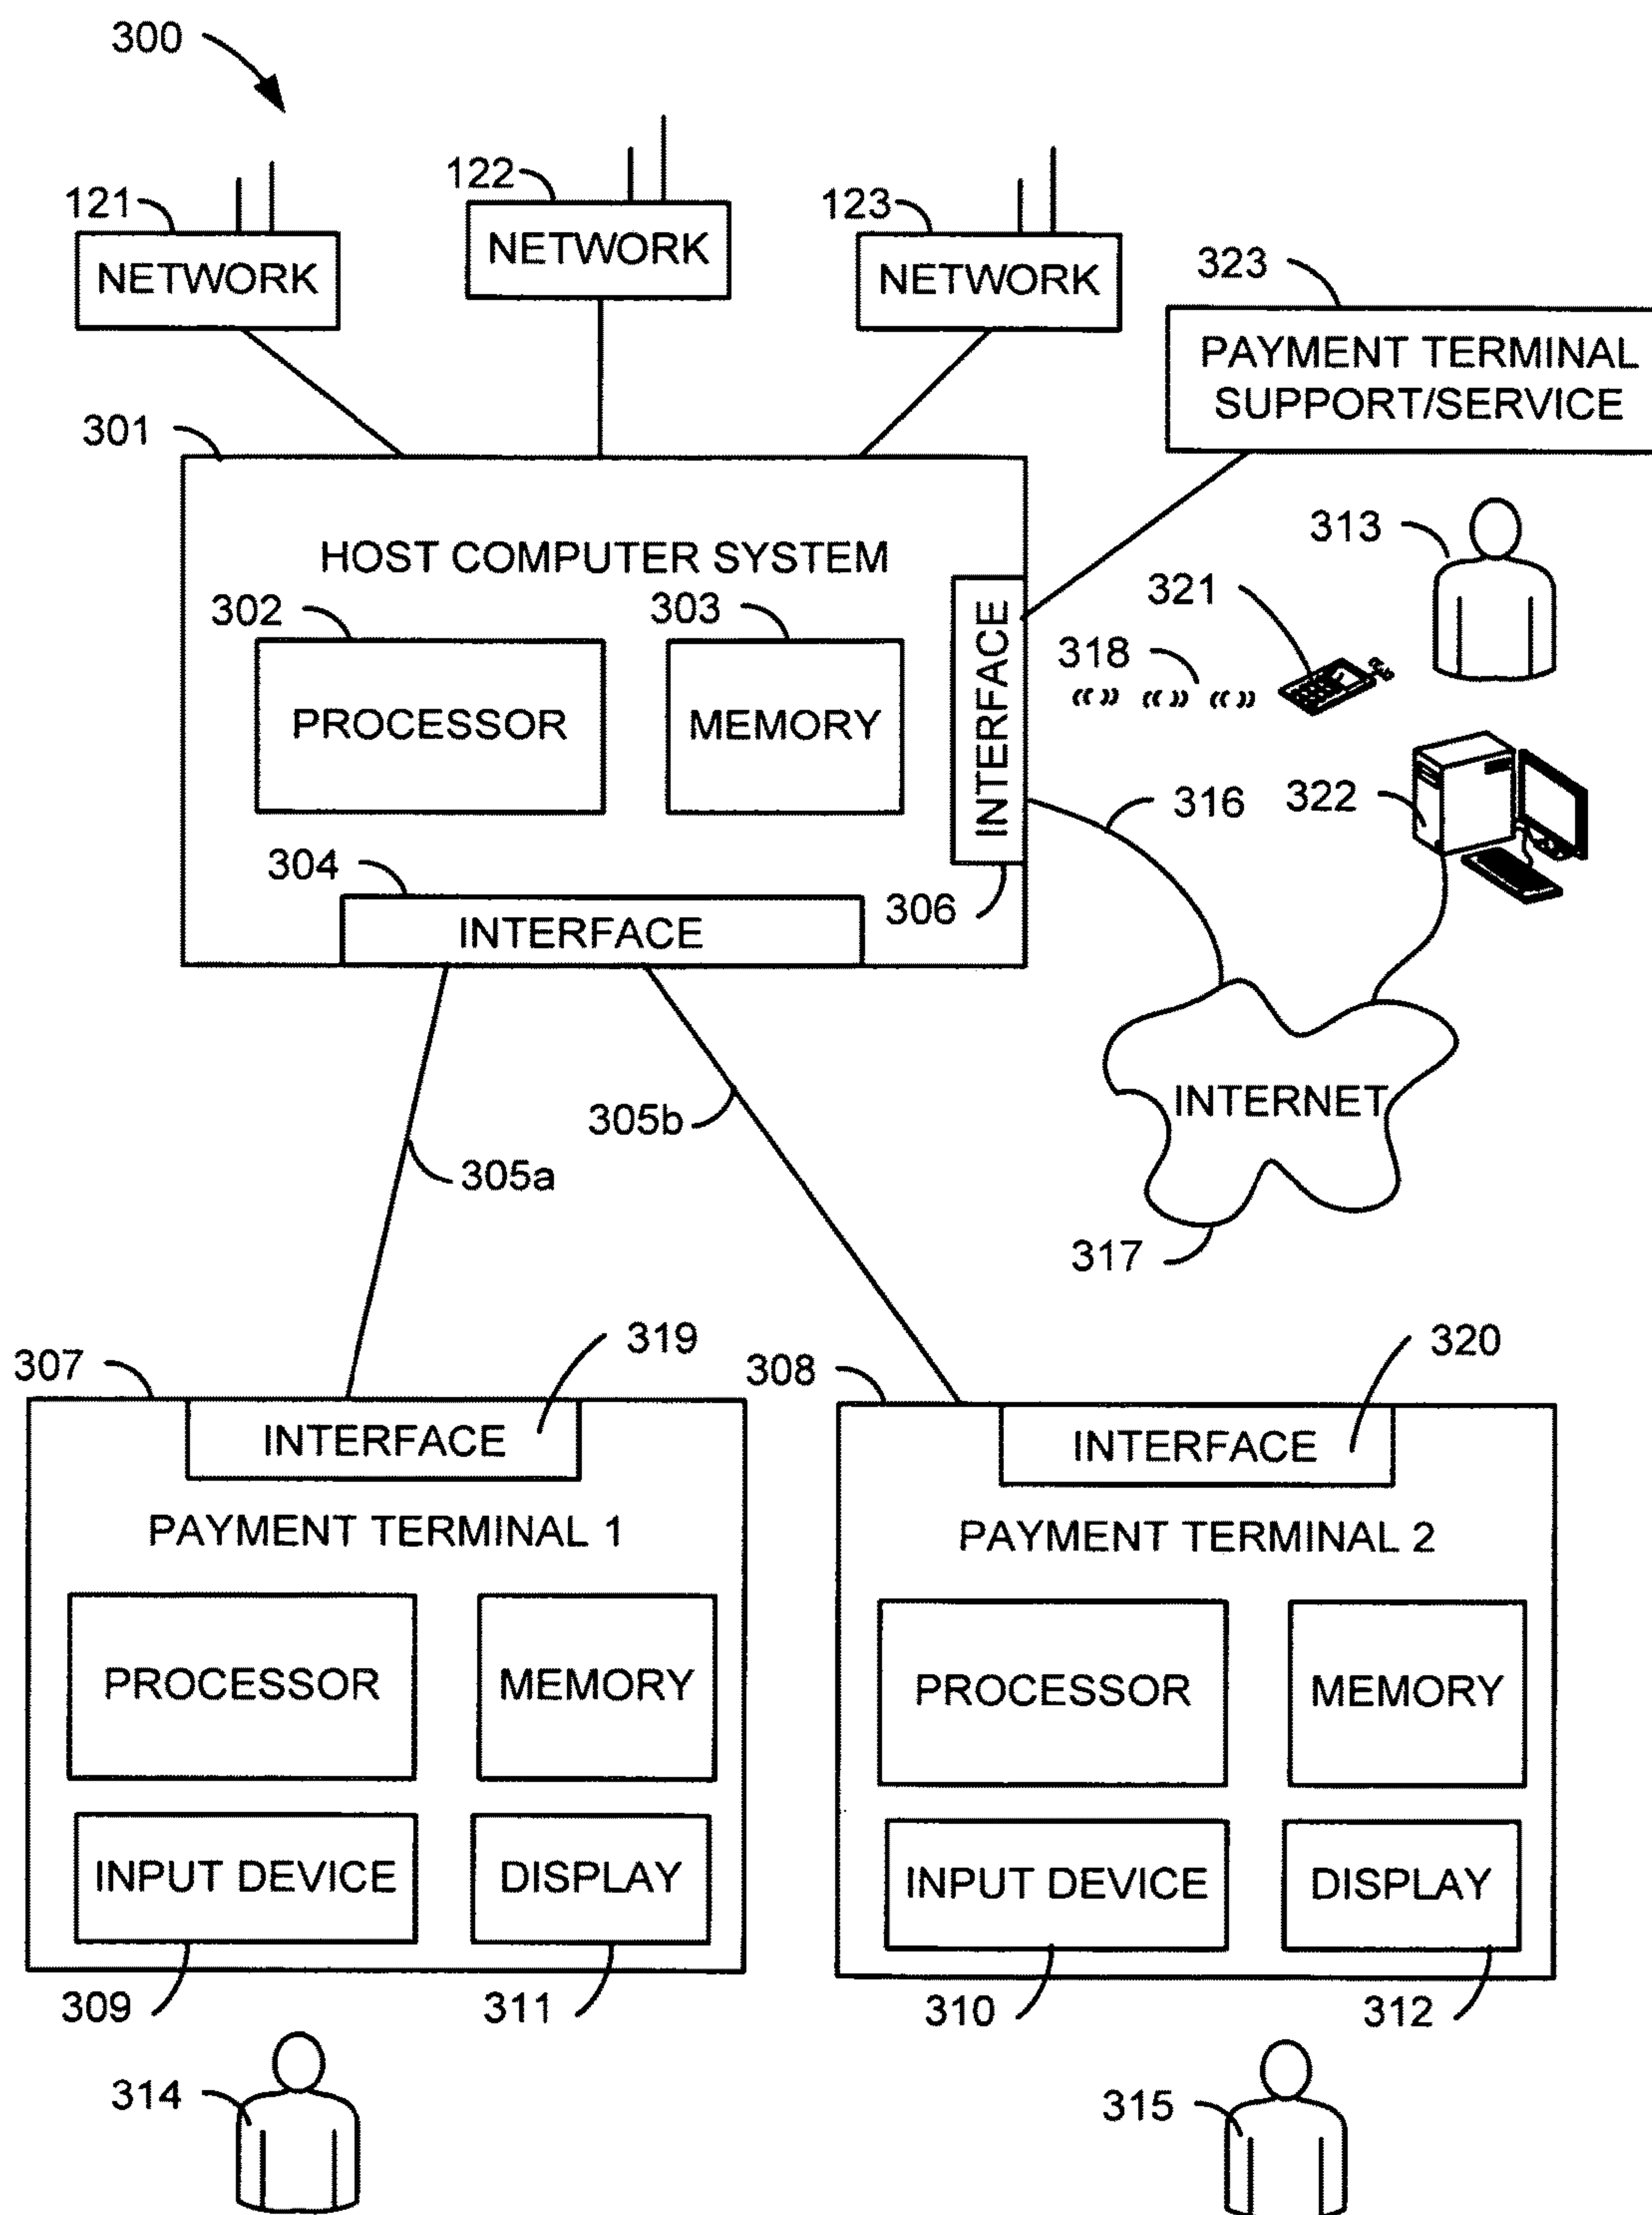 300
121
122
123
NETWORK
NETWORK
NETWORK
323
PAYMENT TERMINAL
SUPPORT/SERVICE
301
HOST COMPUTER SYSTEM
302
303
PROCESSOR
MEMORY
INTERFACE
304
INTERFACE
306
313
321
318
«» «» «»
316
322
INTERNET
317
305b
305a
307
319
INTERFACE
PAYMENT TERMINAL 1
PROCESSOR
MEMORY
INPUT DEVICE
DISPLAY
309
311
314
308
320
INTERFACE
PAYMENT TERMINAL 2
PROCESSOR
MEMORY
INPUT DEVICE
DISPLAY
310
312
315